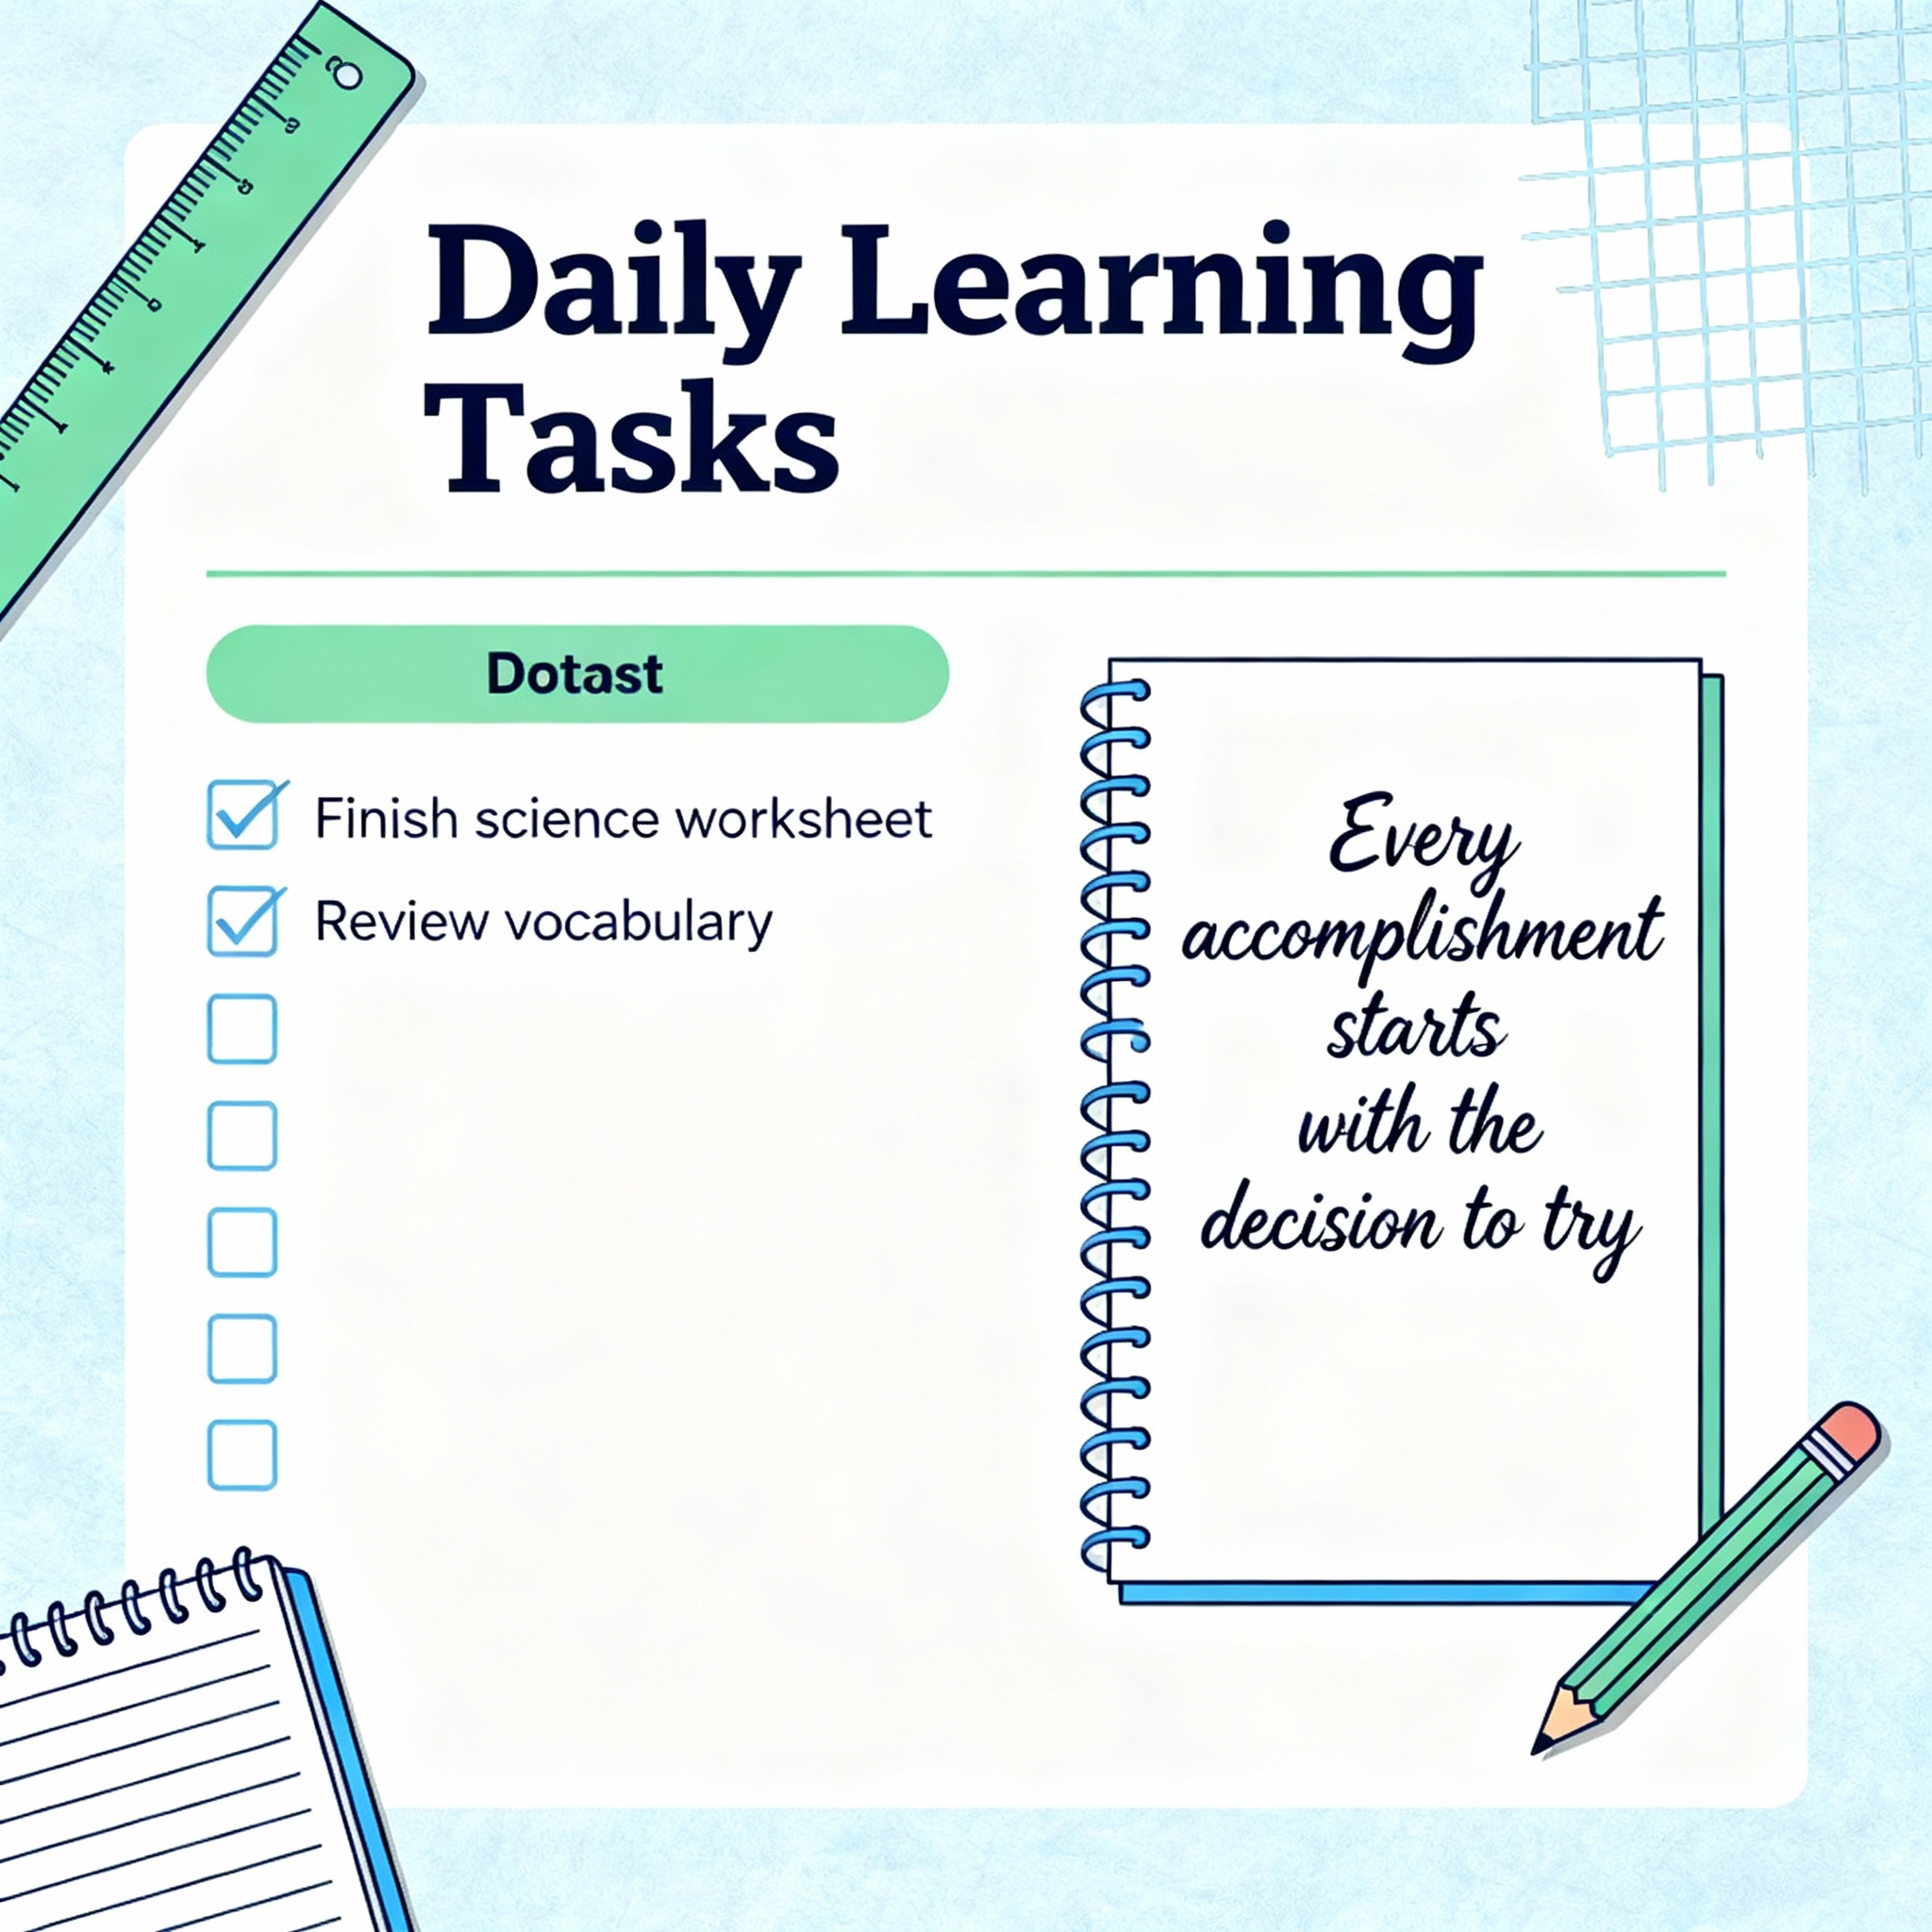 Daily Learning
Tasks
Dotast
Finish science worksheet
Review vocabulary
Every
accomplishment
starts
with the
decision to try